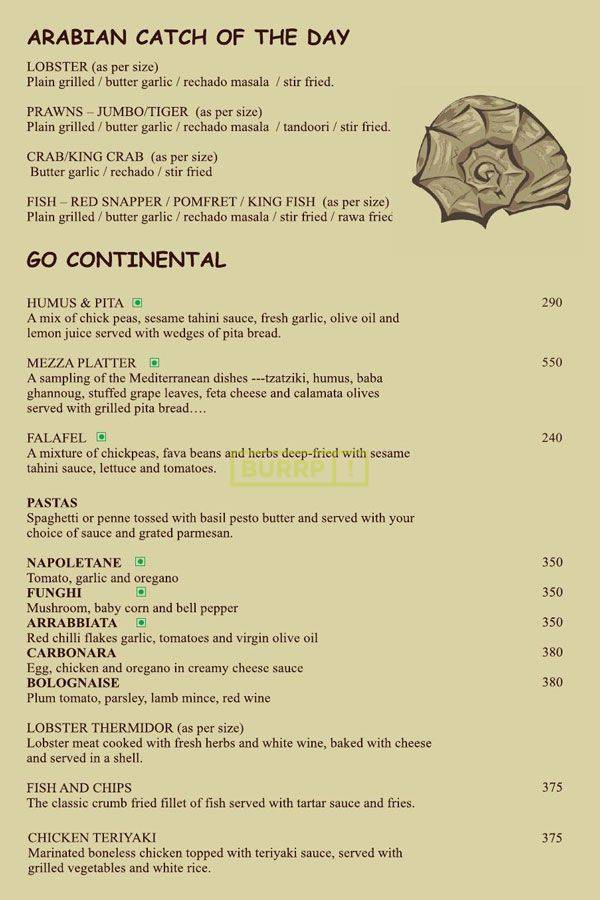 ARABIAN CATCH OF THE DAY
LOBSTER (as per size)
Plain grilled / butter garlic / rechado masala / stir fried.
PRAWNS – JUMBO/TIGER (as per size)
Plain grilled / butter garlic / rechado masala / tandoori / stir fried.
CRAB/KING CRAB (as per size)
Butter garlic / rechado / stir fried
FISH – RED SNAPPER / POMFRET / KING FISH (as per size)
Plain grilled / butter garlic / rechado masala / stir fried / rawa fried
GO CONTINENTAL
HUMUS & PITA 290
A mix of chick peas, sesame tahini sauce, fresh garlic, olive oil and
lemon juice served with wedges of pita bread.
MEZZA PLATTER 550
A sampling of the Mediterranean dishes ---tzatziki, humus, baba
ghannoug, stuffed grape leaves, feta cheese and calamata olives
served with grilled pita bread….
FALAFEL 240
A mixture of chickpeas, fava beans and herbs deep-fried with sesame
tahini sauce, lettuce and tomatoes.
BURRP !
PASTAS
Spaghetti or penne tossed with basil pesto butter and served with your
choice of sauce and grated parmesan.
NAPOLETANE 350
Tomato, garlic and oregano
FUNGHI 350
Mushroom, baby corn and bell pepper
ARRABBIATA 350
Red chilli flakes garlic, tomatoes and virgin olive oil
CARBONARA 380
Egg, chicken and oregano in creamy cheese sauce
BOLOGNAISE 380
Plum tomato, parsley, lamb mince, red wine
LOBSTER THERMIDOR (as per size)
Lobster meat cooked with fresh herbs and white wine, baked with cheese
and served in a shell.
FISH AND CHIPS 375
The classic crumb fried fillet of fish served with tartar sauce and fries.
CHICKEN TERIYAKI 375
Marinated boneless chicken topped with teriyaki sauce, served with
grilled vegetables and white rice.